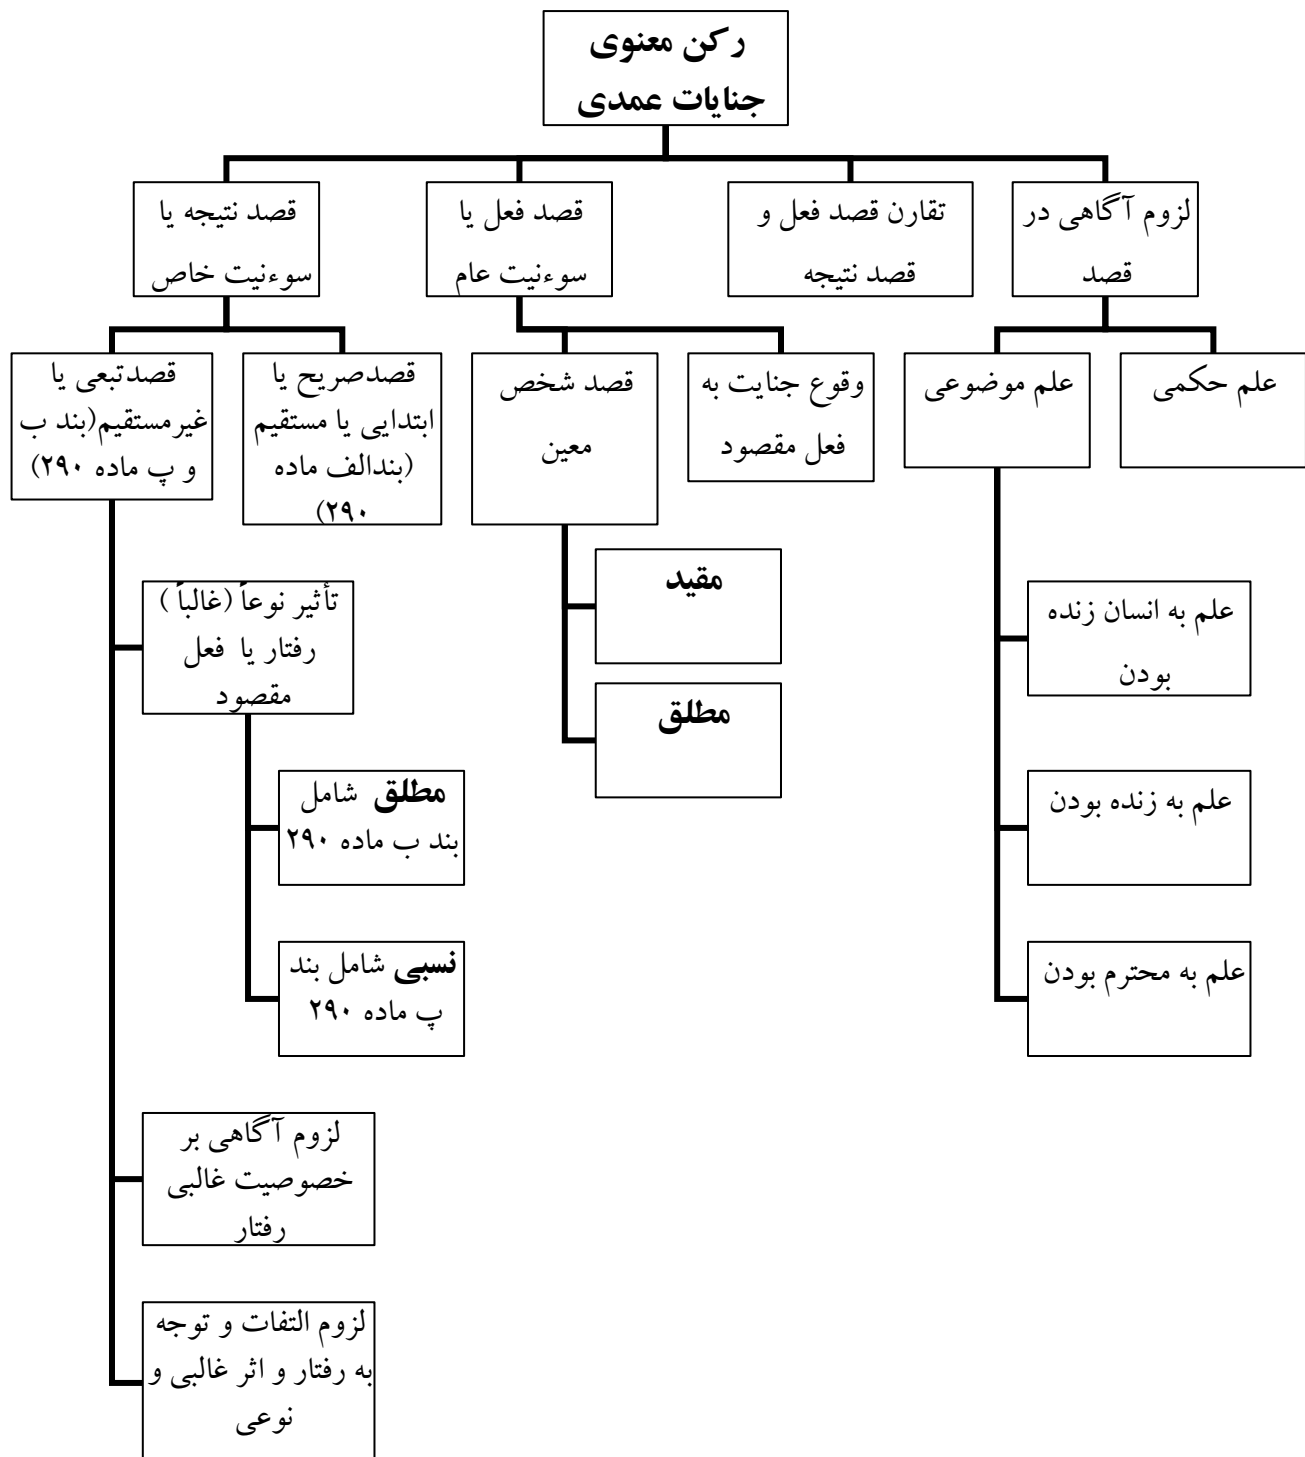 رکن معنوی
جنایات عمدی
لزوم آگاهی در
قصد
تقارن قصد فعل و
قصد نتیجه
قصد فعل یا
سوءنیت عام
قصد نتیجه یا
سوءنیت خاص
علم حکمی
علم موضوعی
وقوع جنایت به
فعل مقصود
قصد شخص
معین
قصدصریح یا
ابتدایی یا مستقیم
(بندالف ماده
۲۹۰)
قصدتبعی یا
غیرمستقیم(بند ب
و پ ماده ۲۹۰)
علم به انسان زنده
بودن
علم به زنده بودن
علم به محترم بودن
مقید
مطلق
تأثیر نوعاً (غالباً )
رفتار یا فعل
مقصود
مطلق شامل
بند ب ماده ۲۹۰
نسبی شامل بند
پ ماده ۲۹۰
لزوم آگاهی بر
خصوصیت غالبی
رفتار
لزوم التفات و توجه
به رفتار و اثر غالبی و
نوعی